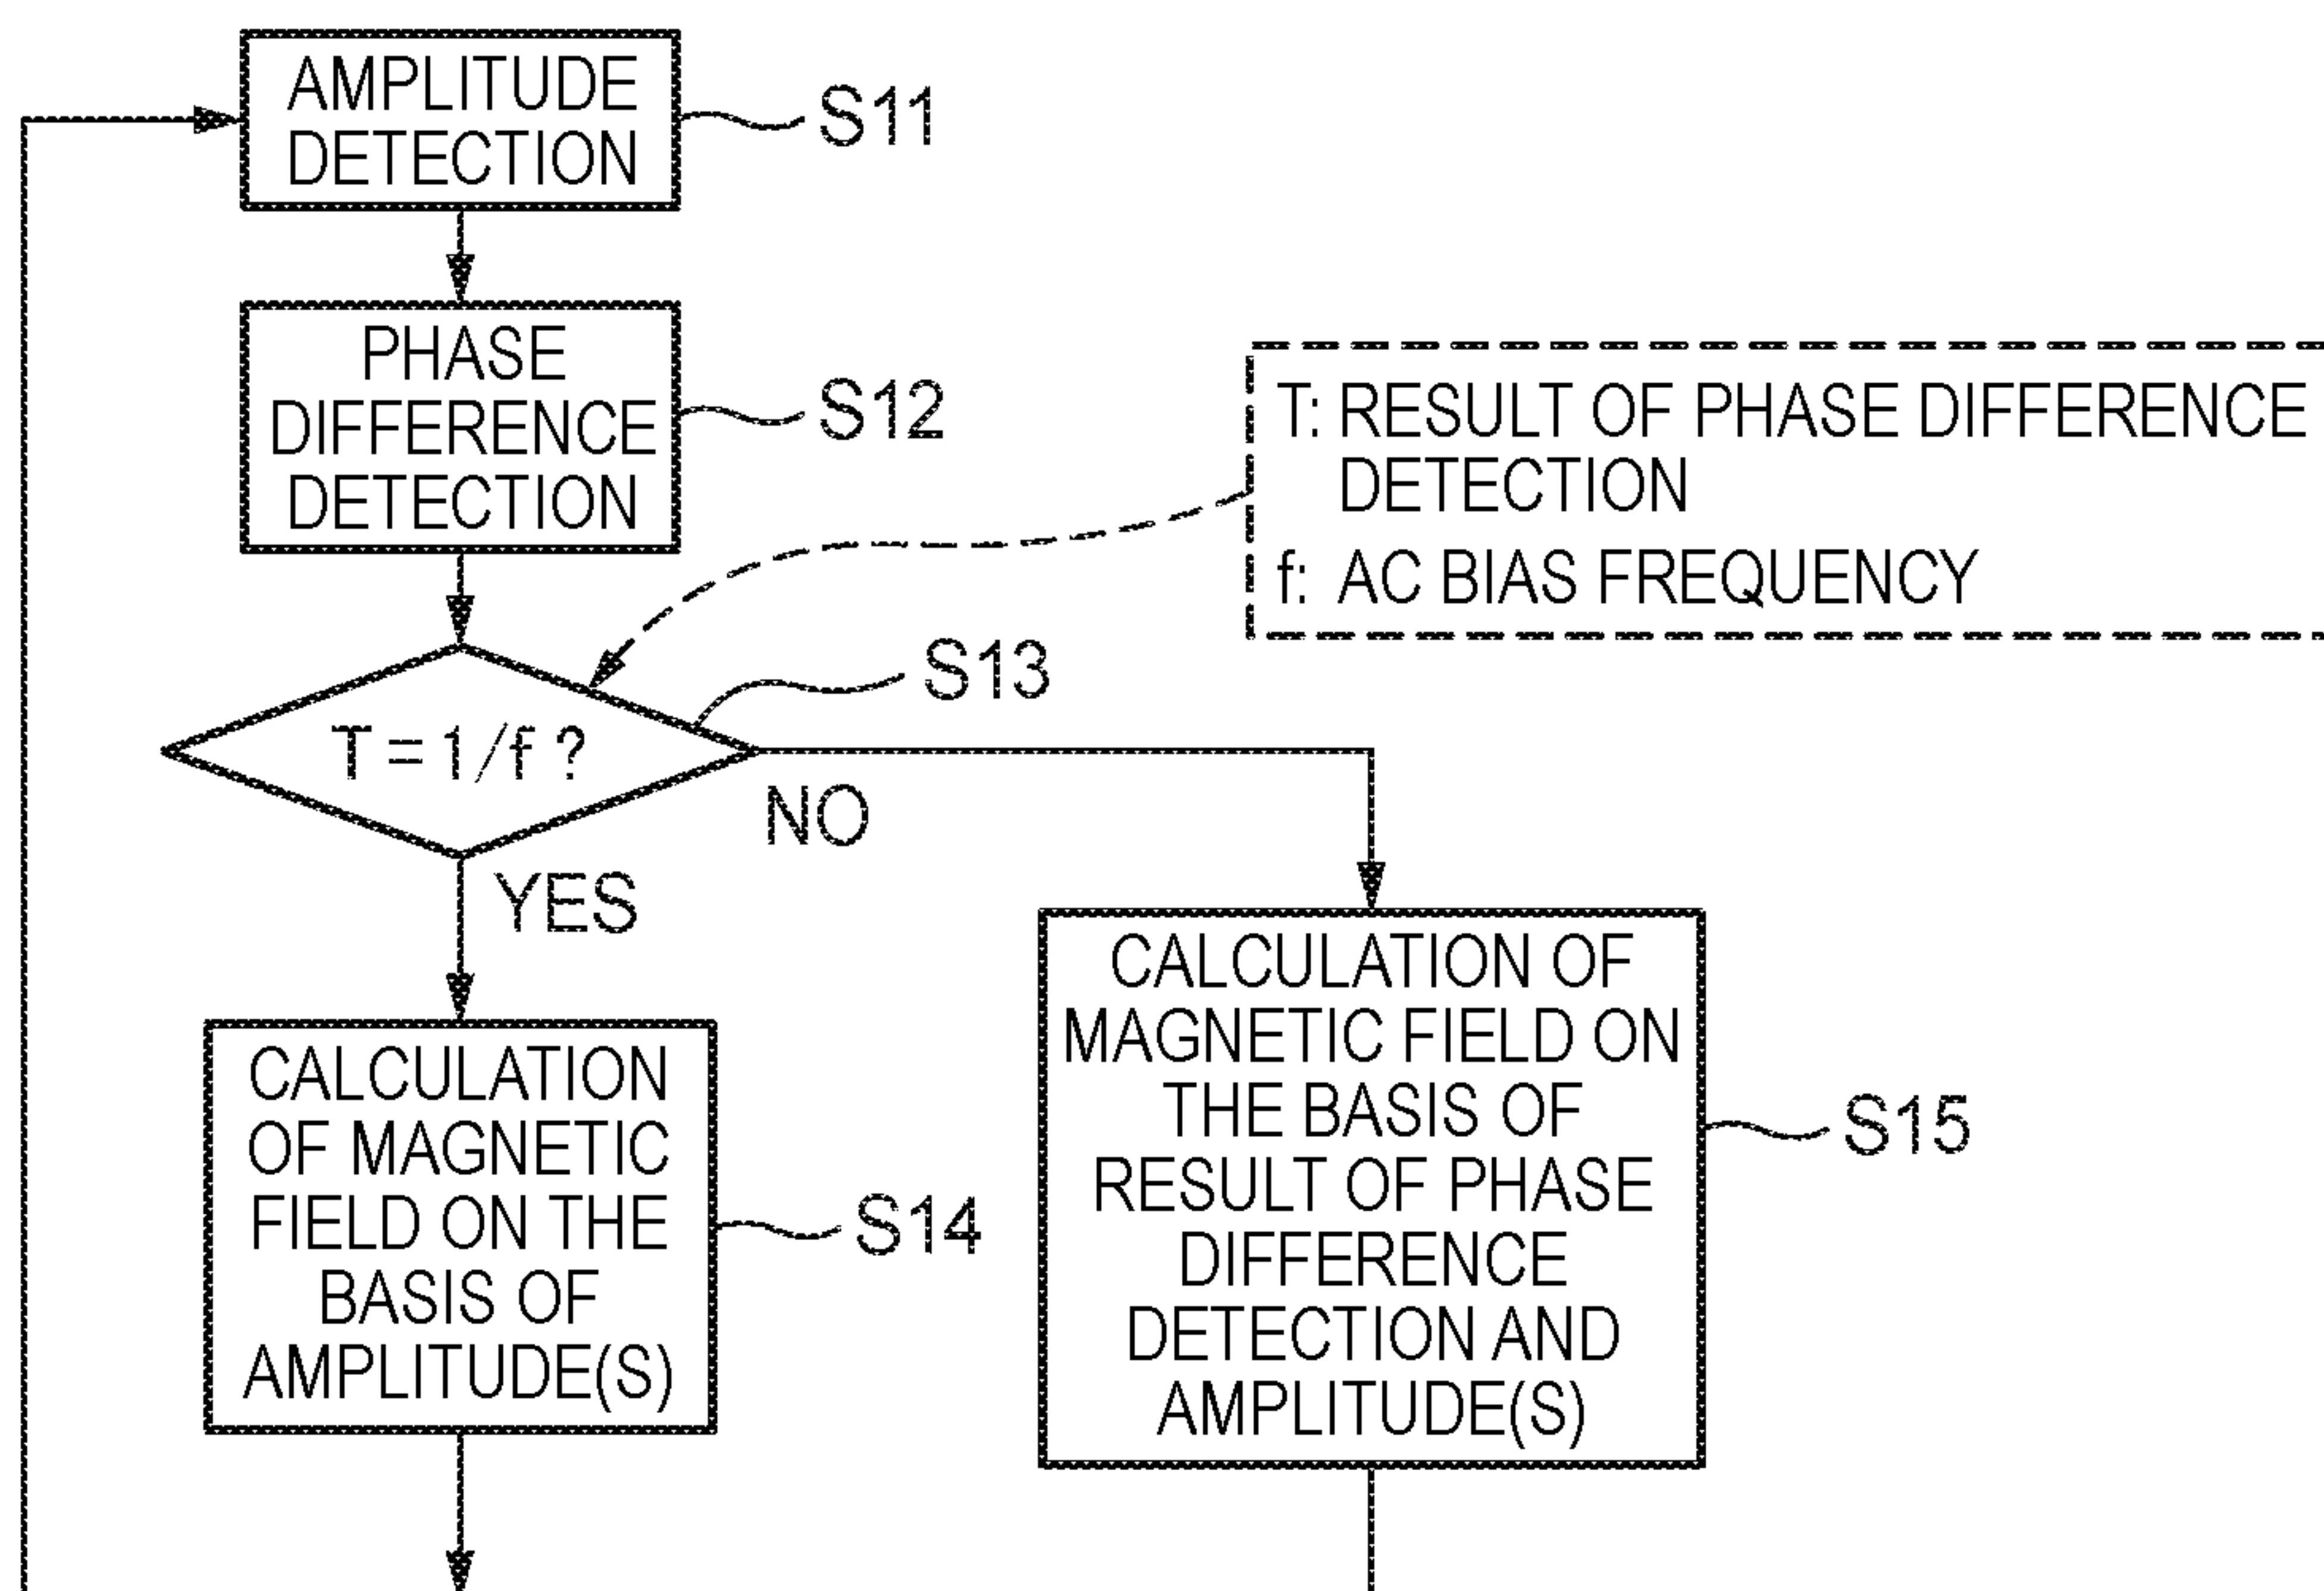 AMPLITUDE
DETECTION
S11
PHASE
DIFFERENCE
DETECTION
S12
T: RESULT OF PHASE DIFFERENCE
DETECTION
f: AC BIAS FREQUENCY
S13
T = 1/f ?
NO
YES
CALCULATION
OF MAGNETIC
FIELD ON THE
BASIS OF
AMPLITUDE(S)
S14
CALCULATION OF
MAGNETIC FIELD ON
THE BASIS OF
RESULT OF PHASE
DIFFERENCE
DETECTION AND
AMPLITUDE(S)
S15